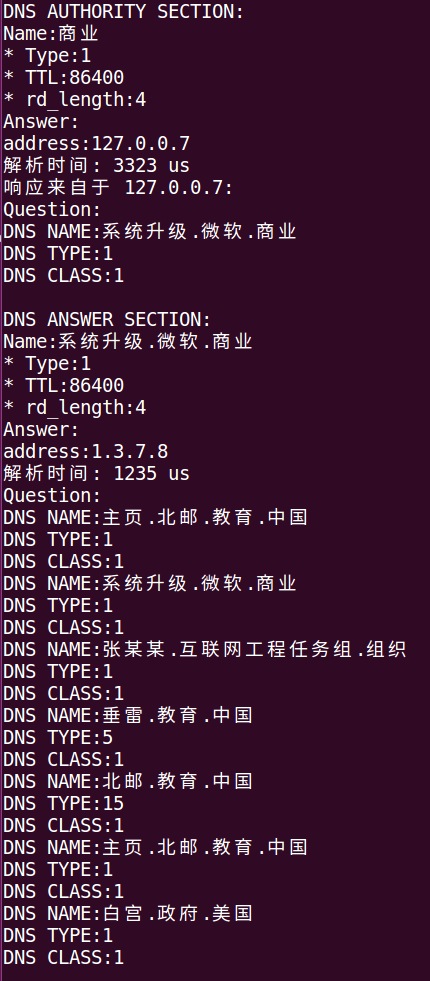 DNS AUTHORITY SECTION:
Name:商业
* Type:1
* TTL:86400
* rd_length:4
Answer:
address:127.0.0.7
解析时间: 3323 us
响应来自于 127.0.0.7:
Question:
DNS NAME:系统升级.微软.商业
DNS TYPE:1
DNS CLASS:1

DNS ANSWER SECTION:
Name:系统升级.微软.商业
* Type:1
* TTL:86400
* rd_length:4
Answer:
address:1.3.7.8
解析时间: 1235 us
Question:
DNS NAME:主页.北邮.教育.中国
DNS TYPE:1
DNS CLASS:1
DNS NAME:系统升级.微软.商业
DNS TYPE:1
DNS CLASS:1
DNS NAME:张某某.互联网工程任务组.组织
DNS TYPE:1
DNS CLASS:1
DNS NAME:垂雷.教育.中国
DNS TYPE:5
DNS CLASS:1
DNS NAME:北邮.教育.中国
DNS TYPE:15
DNS CLASS:1
DNS NAME:主页.北邮.教育.中国
DNS TYPE:1
DNS CLASS:1
DNS NAME:白宫.政府.美国
DNS TYPE:1
DNS CLASS:1